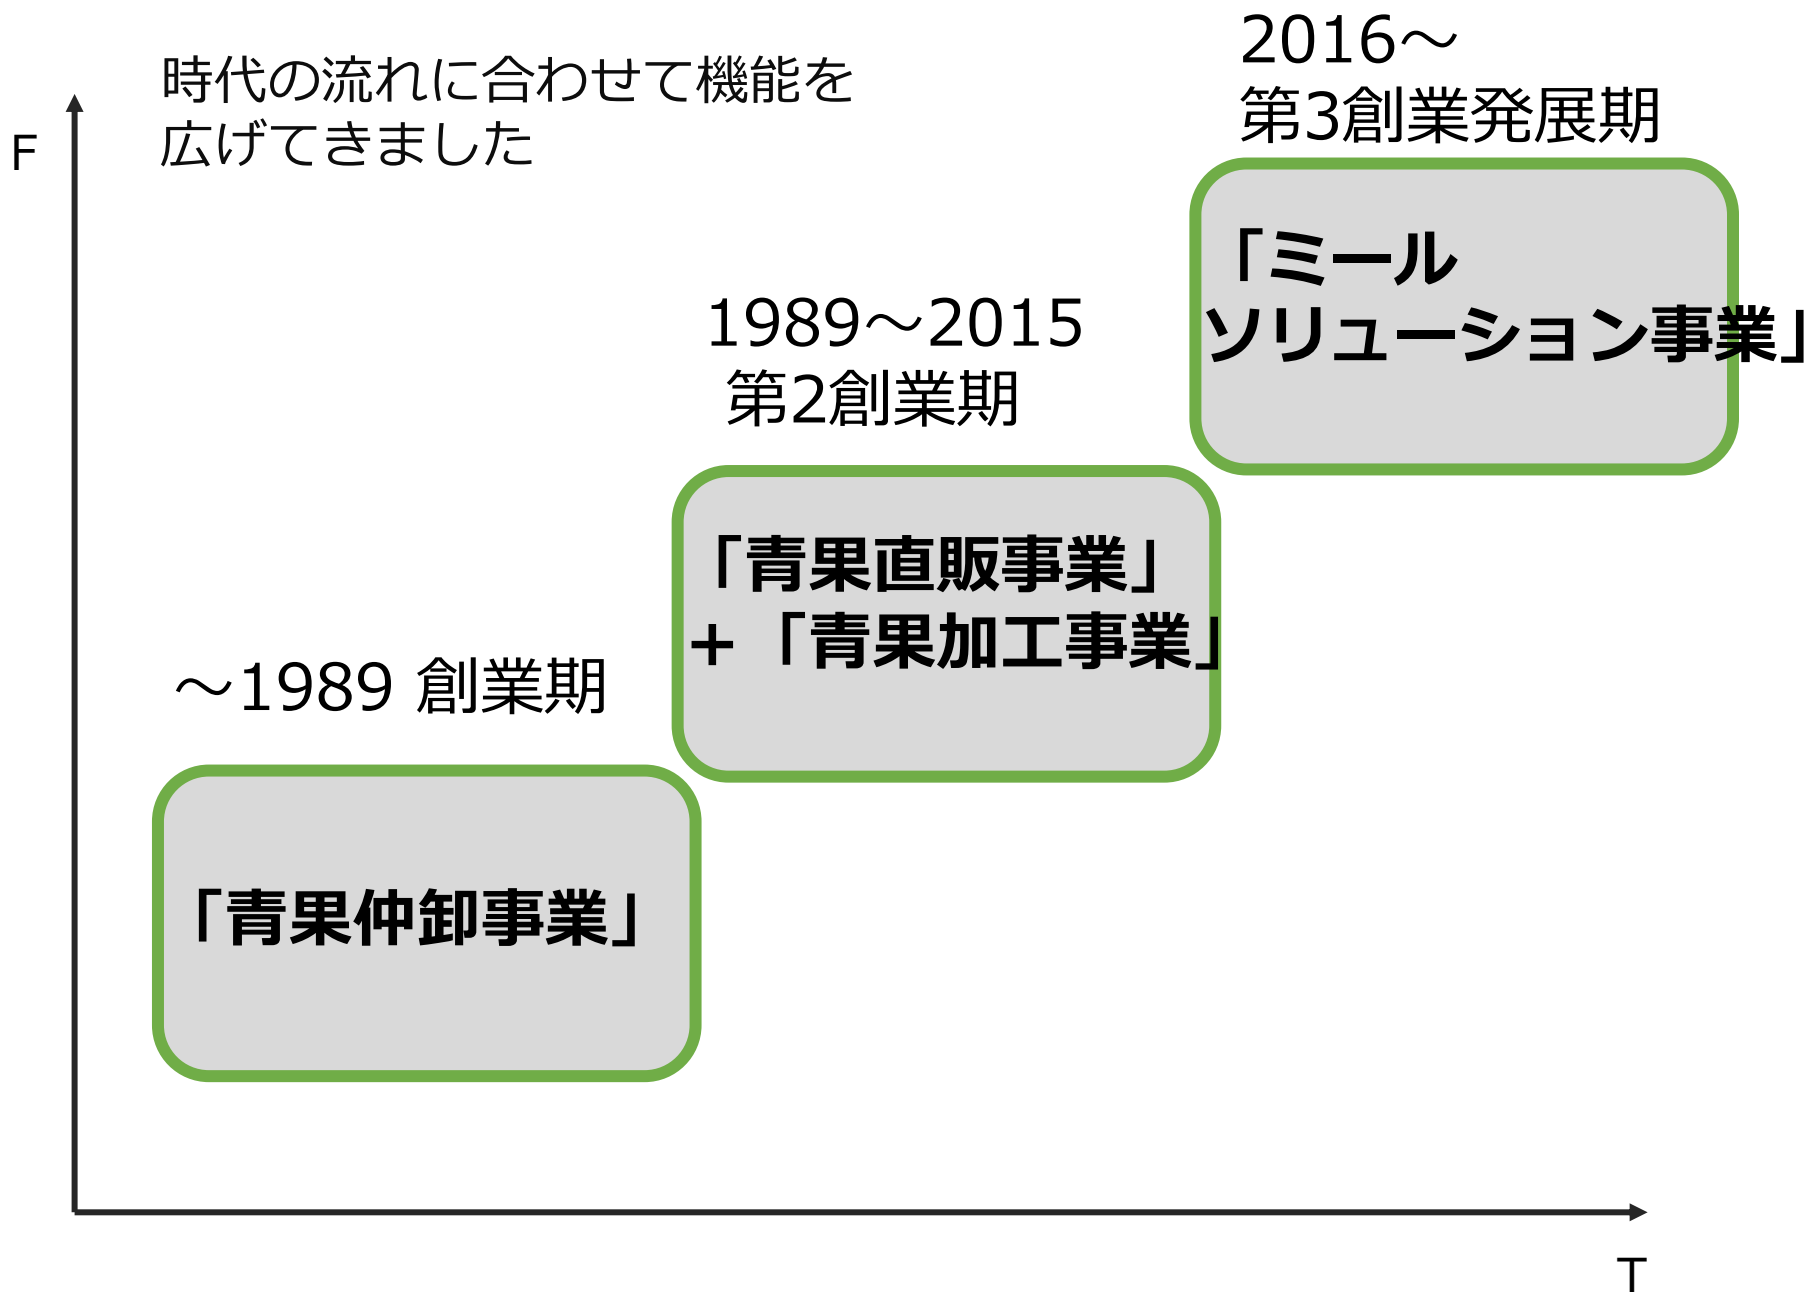 時代の流れに合わせて機能を
広げてきました
F
2016～
第3創業発展期
「ミール
ソリューション事業」
1989～2015
第2創業期
「青果直販事業」
+「青果加工事業」
～1989 創業期
「青果仲卸事業」
T